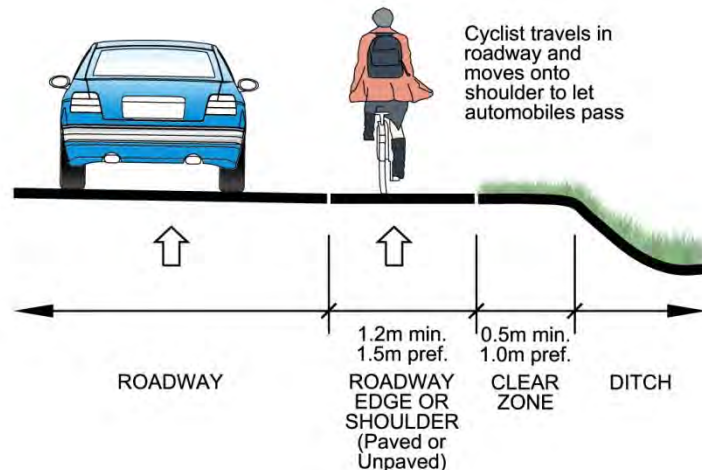 Cyclist travels in
roadway and
moves onto
shoulder to let
automobiles pass
1.2m min.
1.5m pref.
0.5m min.
1.0m pref.
ROADWAY
ROADWAY
EDGE OR
SHOULDER
(Paved or
Unpaved)
CLEAR
ZONE
DITCH